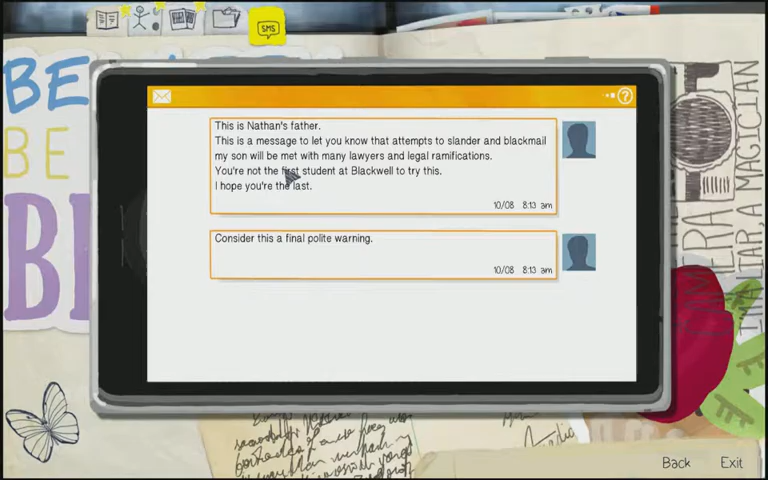 SMS
BE
BE
B
?
This is Nathan's father.
This is a message to let you know that attempts to slander and blackmail
my son will be met with many lawyers and legal ramifications.
You're not the first student at Blackwell to try this.
I hope you're the last.
10/08 8:13 am
Consider this a final polite warning.
10/08 8:13 am
MAGICIAN
LIAR, A
Back
Exit